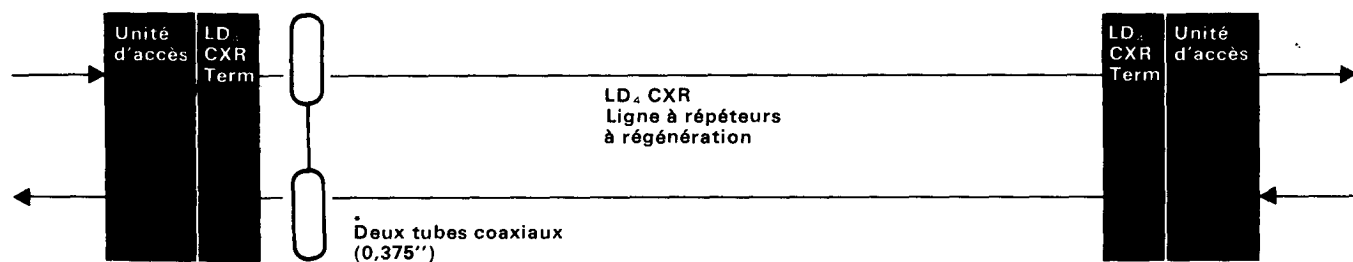 Unité
d'accès
LD₄
CXR
Term
LD₄ CXR
Ligne à répéteurs
à régénération
Deux tubes coaxiaux
(0,375'')
LD₄
CXR
Term
Unité
d'accès